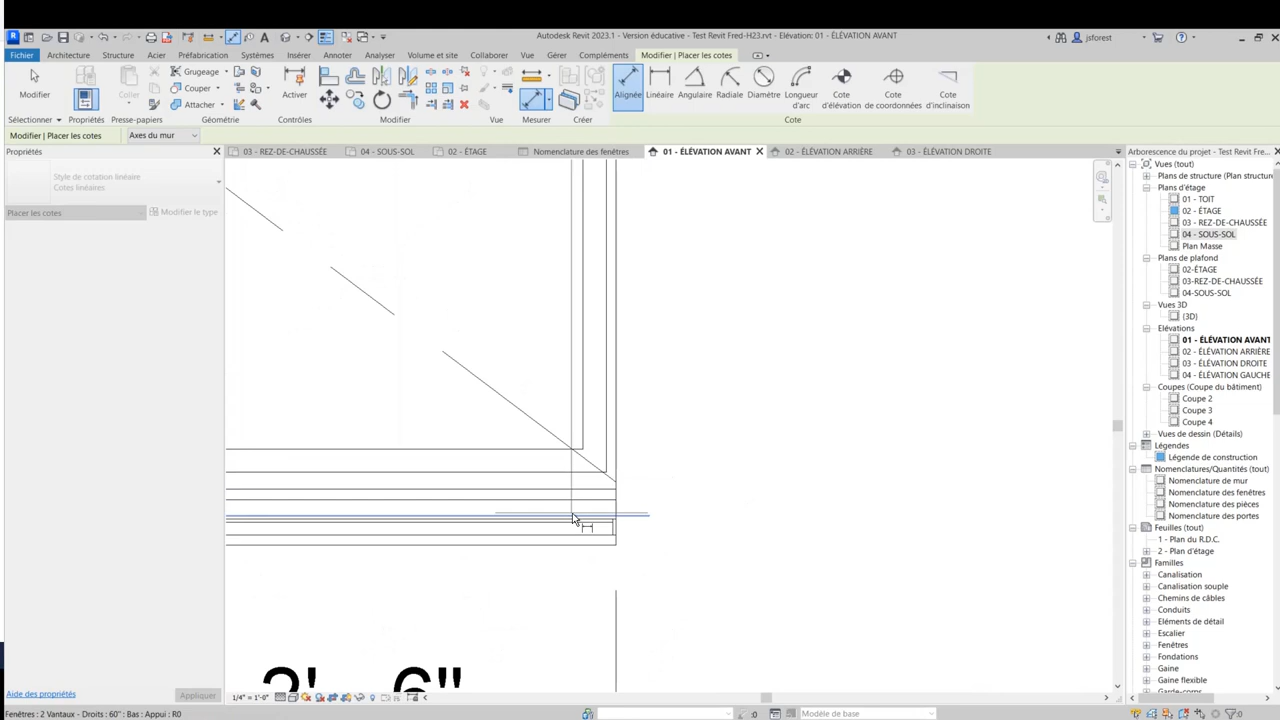 Autodesk Revit 2023.1 - Version éducative - Test Revit Fred-H23.rvt - Elévation: 01 - ÉLÉVATION AVANT
jsforest
Fichier Architecture Structure Acier Préfabrication Systèmes Insérer Annoter Analyser Volume et site Collaborer Vue Gérer Compléments Modifier | Placer les cotes
Modifier
Propriétés
Coller
Grugeage
Couper
Attacher
Activer
Alignée
Linéaire
Angulaire
Radiale
Diamètre
Longueur d'arc
Cote d'élévation
Cote de coordonnées
Cote d'inclinaison
Sélectionner Propriétés Presse-papiers Géométrie Contrôles Modifier Vue Mesurer Créer Cote
Modifier | Placer les cotes Axes du mur
Propriétés
03 - REZ-DE-CHAUSSÉE 04 - SOUS-SOL 02 - ÉTAGE Nomenclature des fenêtres 01 - ÉLÉVATION AVANT 02 - ÉLÉVATION ARRIÈRE 03 - ÉLÉVATION DROITE
Style de cotation linéaire
Cotes linéaires
Placer les cotes
Modifier le type
2' - 6"
Aide des propriétés
Appliquer
1/4" = 1'-0"
Fenêtres : 2 Vantaux - Droits : 60" : Bas : Appui : R0
:0
Modèle de base
:0
Arborescence du projet - Test Revit Fre...
Vues (tout)
Plans de structure (Plan structure
Plans d'étage
01 - TOIT
02 - ÉTAGE
03 - REZ-DE-CHAUSSÉE
04 - SOUS-SOL
Plan Masse
Plans de plafond
02-ÉTAGE
03-REZ-DE-CHAUSSÉE
04-SOUS-SOL
Vues 3D
(3D)
Elévations
01 - ÉLÉVATION AVANT
02 - ÉLÉVATION ARRIÈRE
03 - ÉLÉVATION DROITE
04 - ÉLÉVATION GAUCHE
Coupes (Coupe du bâtiment)
Coupe 2
Coupe 3
Coupe 4
Vues de dessin (Détails)
Légendes
Légende de construction
Nomenclatures/Quantités (tout)
Nomenclature de mur
Nomenclature des fenêtres
Nomenclature des pièces
Nomenclature de portes
Feuilles (tout)
1 - Plan du R.D.C.
2 - Plan d'étage
Familles
Canalisation
Canalisation souple
Chemins de câbles
Conduits
Eléments de détail
Escalier
Fenêtres
Fondations
Gaine
Gaine flexible
Garde-corps